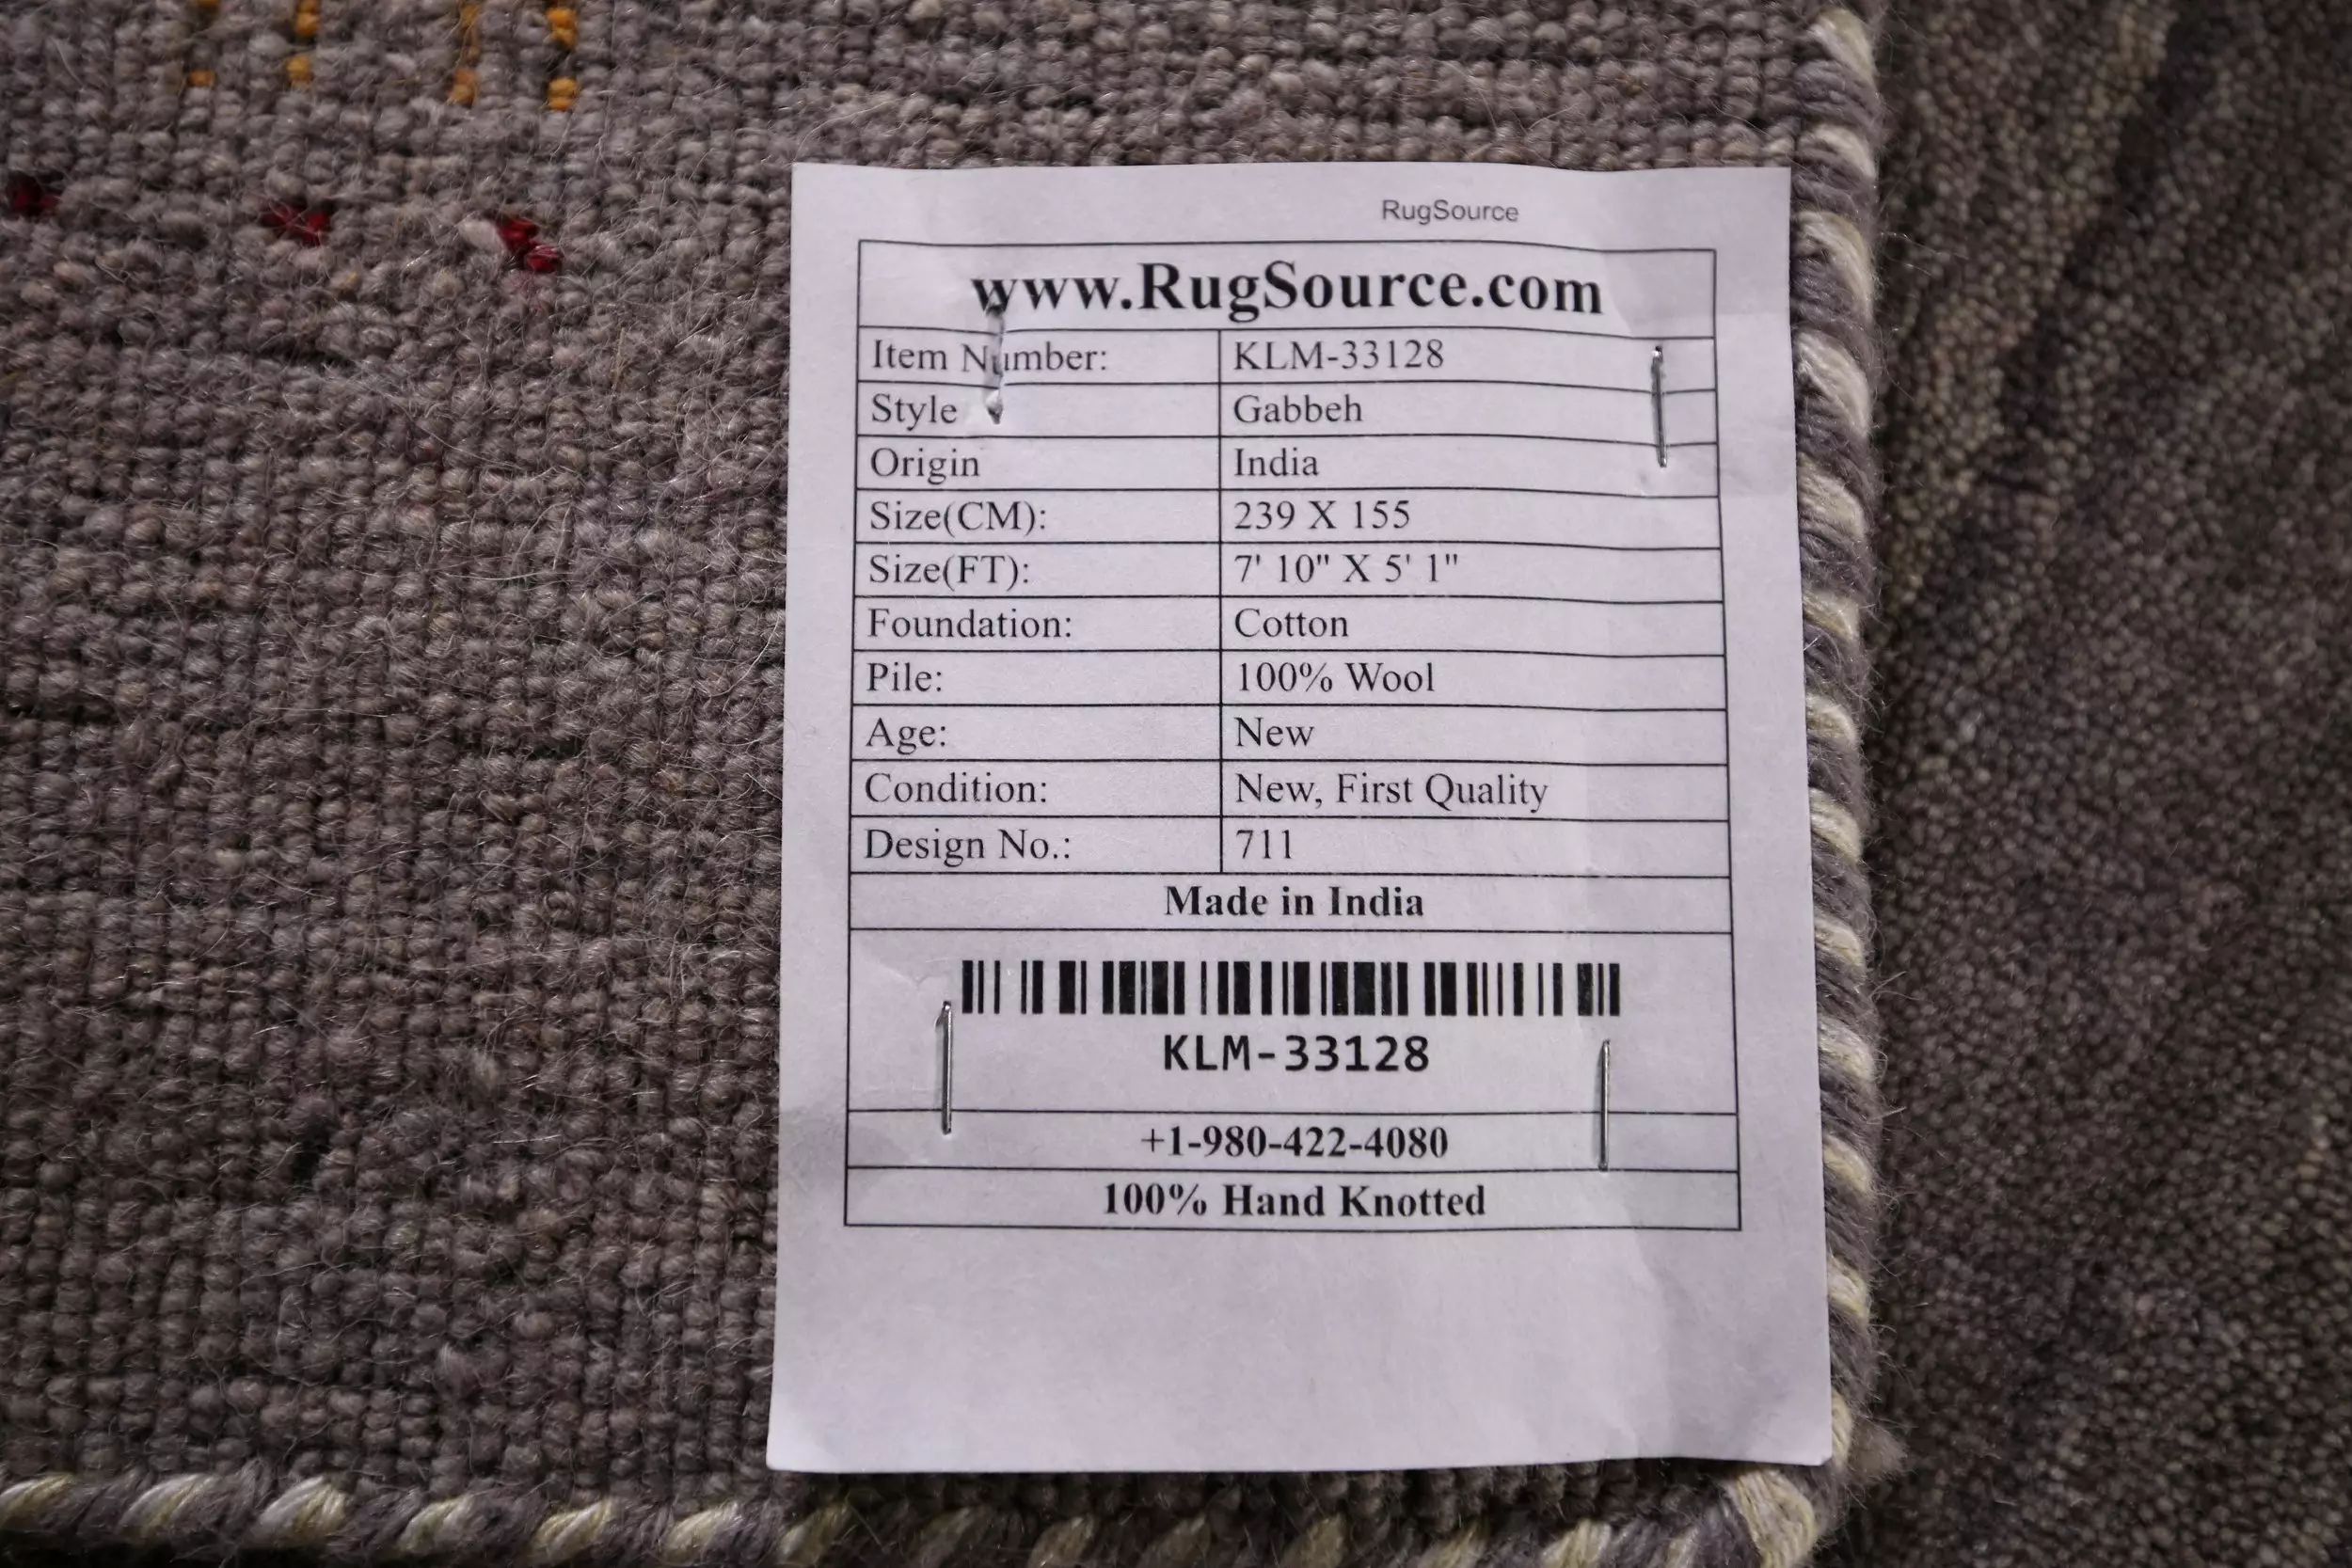 RugSource
www.RugSource.com
Item Number: KLM-33128
Style Gabbeh
Origin India
Size(CM): 239 X 155
Size(FT): 7' 10" X 5' 1"
Foundation: Cotton
Pile: 100% Wool
Age: New
Condition: New, First Quality
Design No.: 711
Made in India
KLM-33128
+1-980-422-4080
100% Hand Knotted